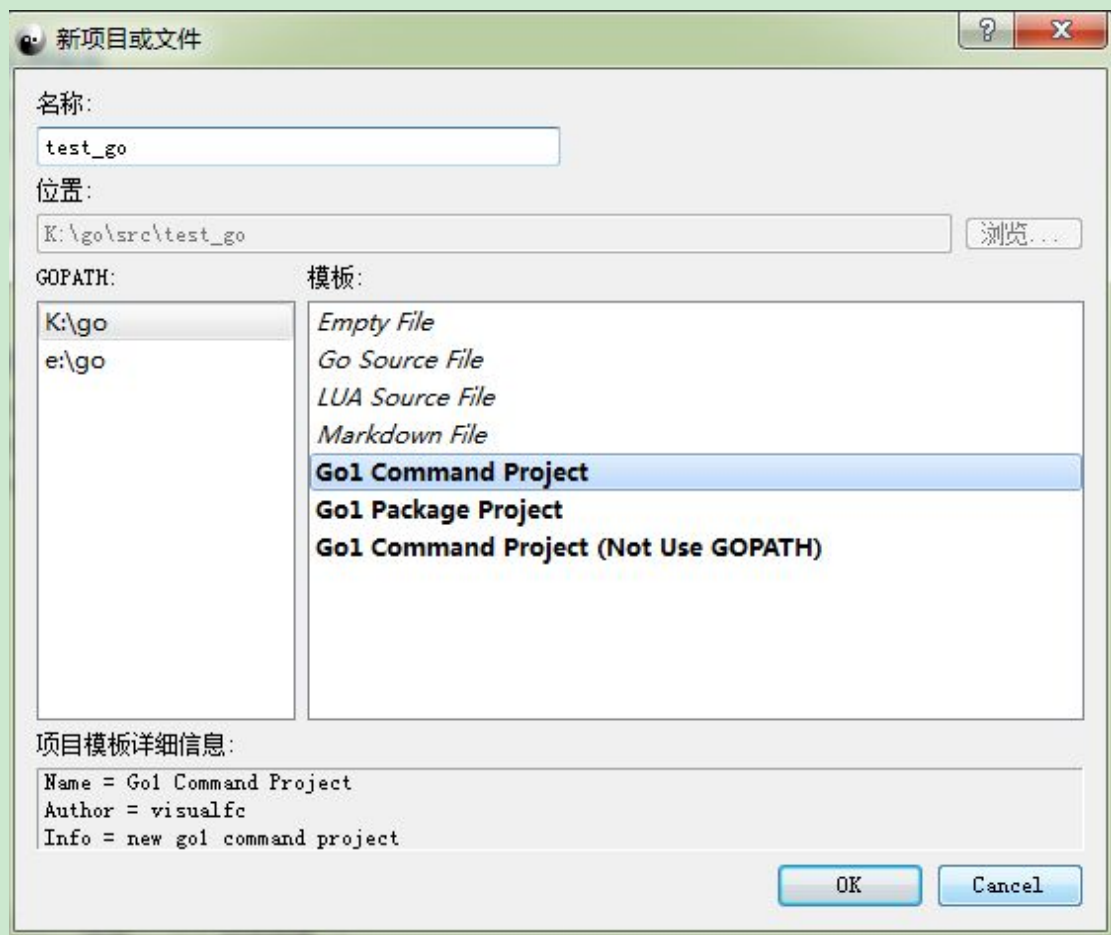 新项目或文件
名称:
test_go
位置:
K:\go\src\test_go
浏览...
GOPATH:
模板:
K:\go
e:\go
Empty File
Go Source File
LUA Source File
Markdown File
Go1 Command Project
Go1 Package Project
Go1 Command Project (Not Use GOPATH)
项目模板详细信息:
Name = Go1 Command Project
Author = visualfc
Info = new go1 command project
OK
Cancel